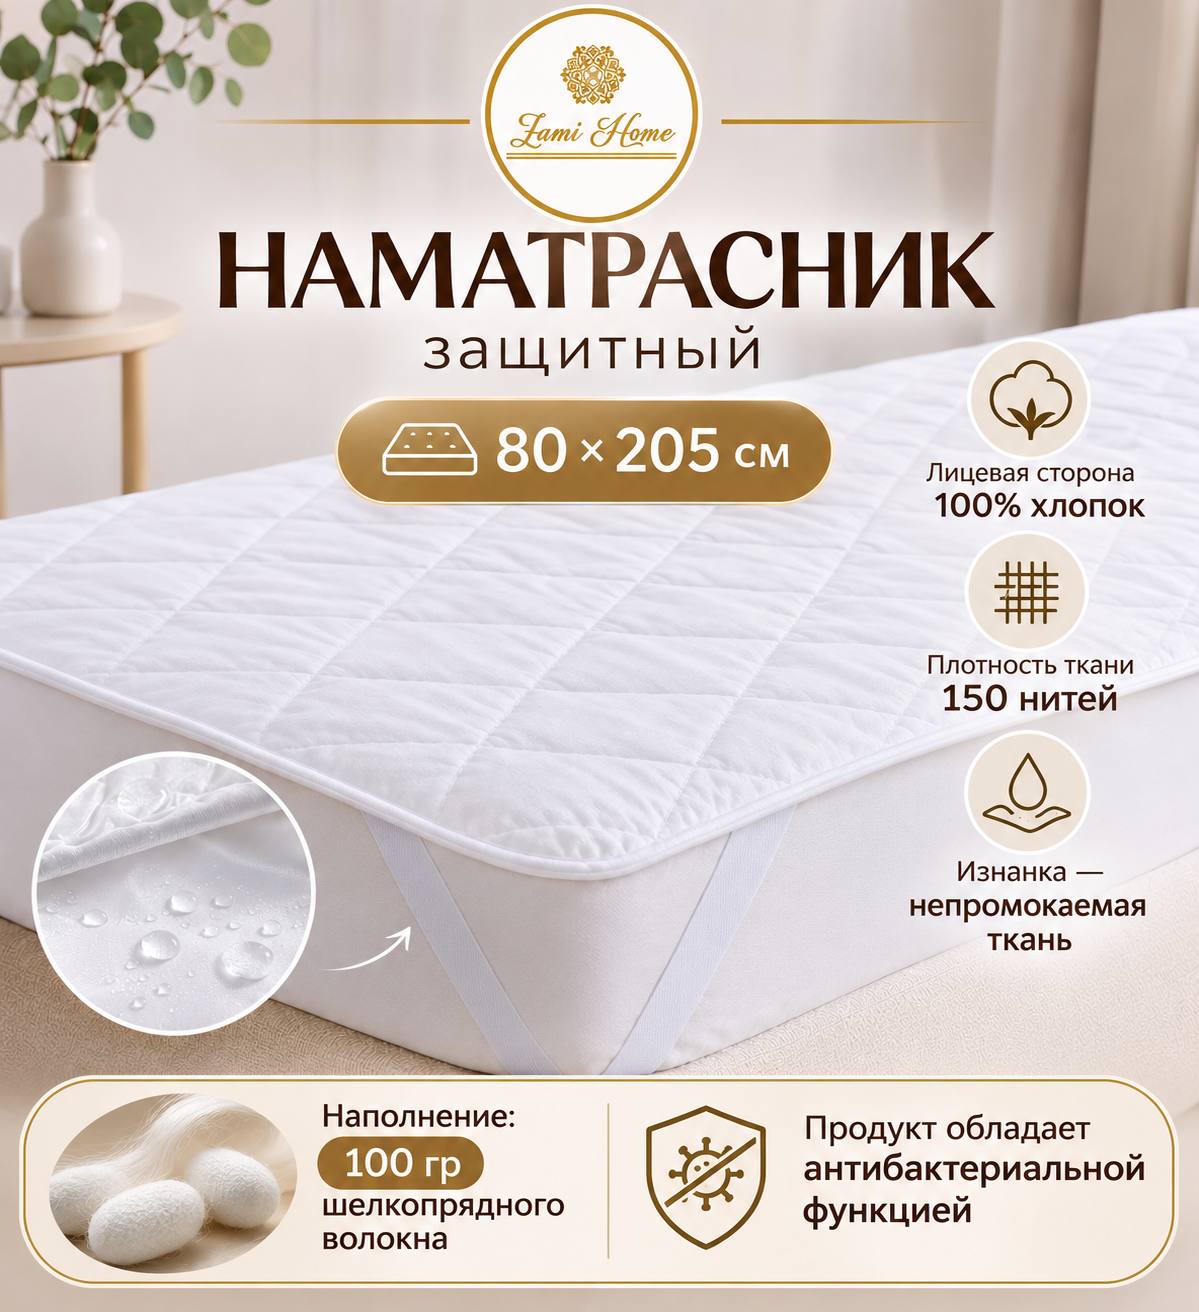 Zami Home
НАМАТРАСНИК
защитный
80 × 205 см
Лицевая сторона
100% хлопок
Плотность ткани
150 нитей
Изнанка —
непромокаемая
ткань
Наполнение:
100 гр
шелкопрядного
волокна
Продукт обладает
антибактериальной
функцией